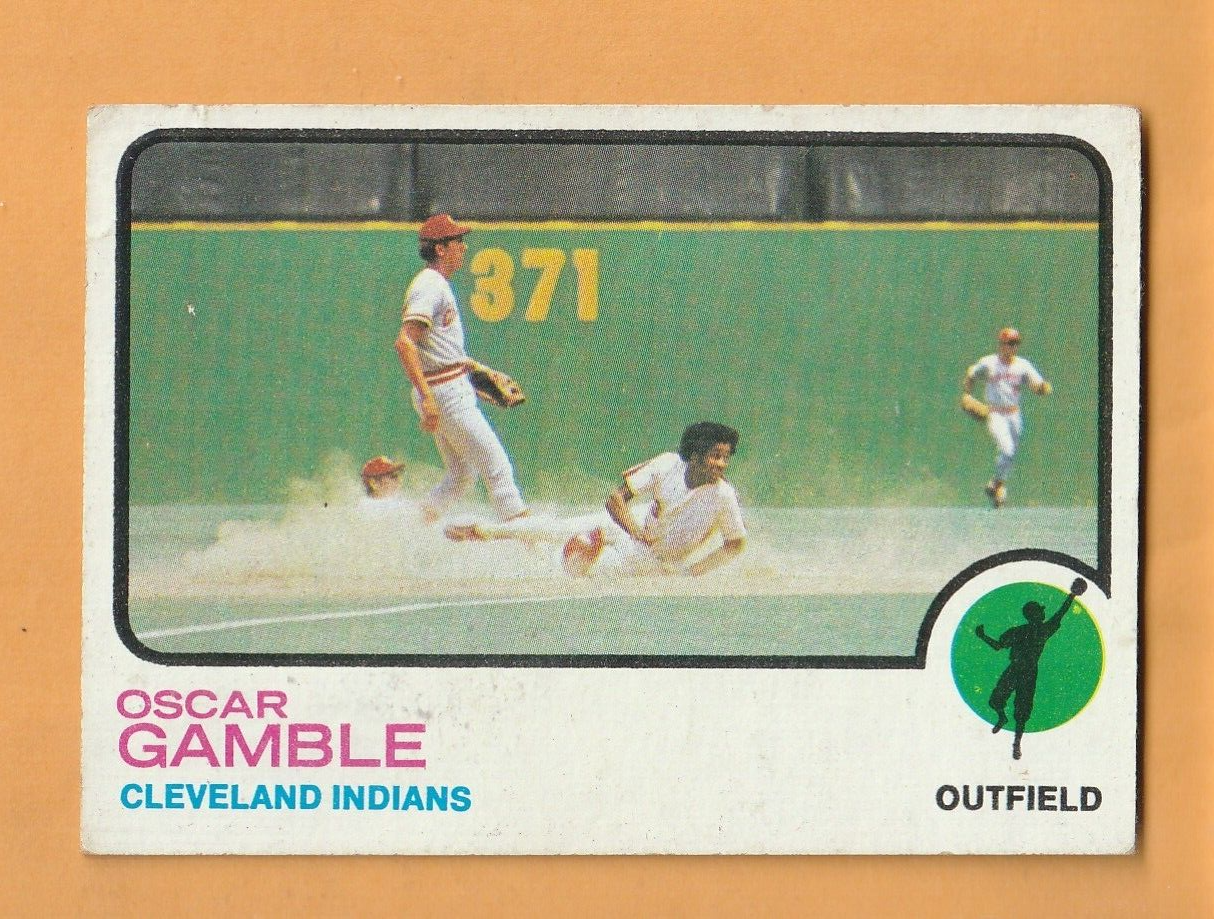 371
OSCAR
GAMBLE
CLEVELAND INDIANS
OUTFIELD